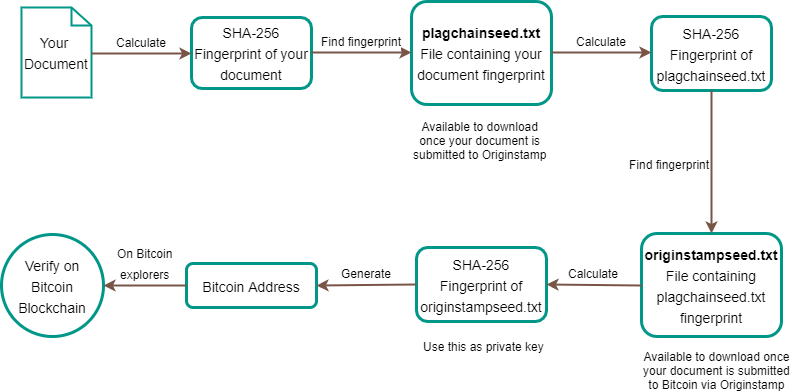 Your
Document
Calculate
SHA-256
Fingerprint of your
document
Find fingerprint
plagchainseed.txt
File containing your
document fingerprint
Available to download
once your document is
submitted to Originstamp
Calculate
SHA-256
Fingerprint of
plagchainseed.txt
Find fingerprint
originstampseed.txt
File containing
plagchainseed.txt
fingerprint
Available to download once
your document is submitted
to Bitcoin via Originstamp
Calculate
SHA-256
Fingerprint of
originstampseed.txt
Use this as private key
Generate
Bitcoin Address
On Bitcoin
explorers
Verify on
Bitcoin
Blockchain